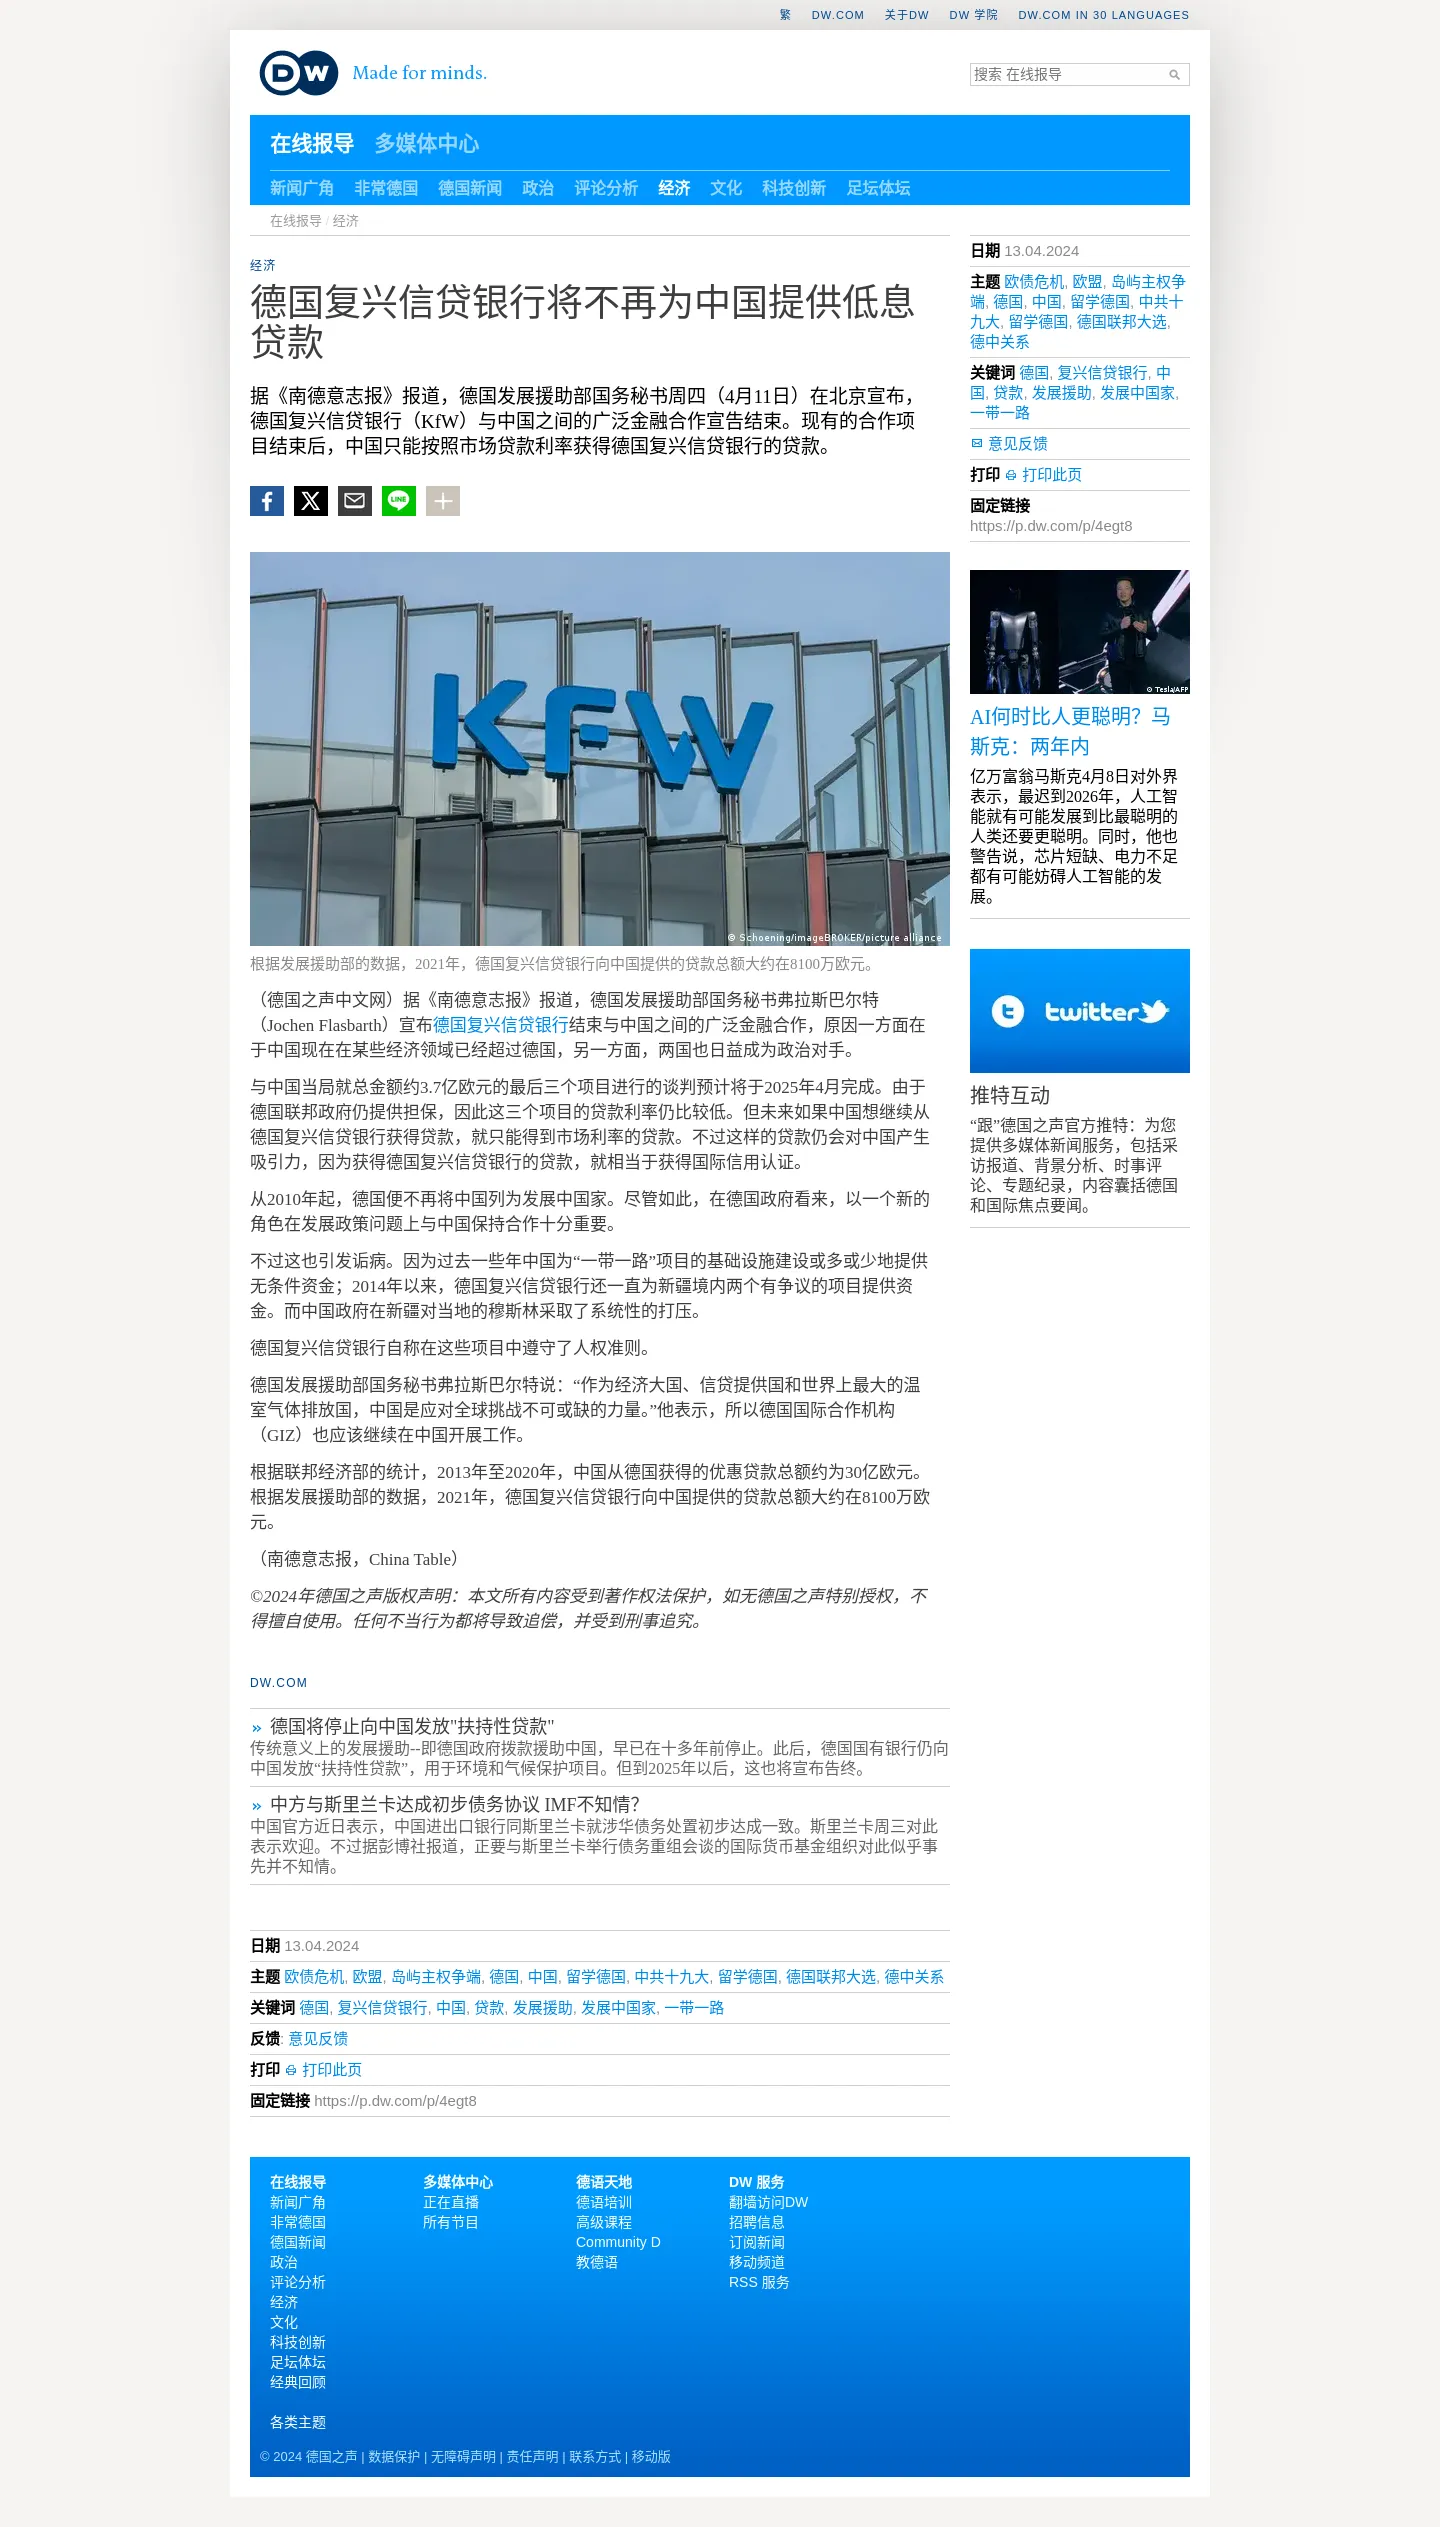 繁 DW.COM 关于DW DW 学院 DW.COM IN 30 LANGUAGES
DW Made for minds.
搜索 在线报导
在线报导 多媒体中心
新闻广角 非常德国 德国新闻 政治 评论分析 经济 文化 科技创新 足坛体坛
在线报导 / 经济
经济
德国复兴信贷银行将不再为中国提供低息
贷款
据《南德意志报》报道，德国发展援助部国务秘书周四（4月11日）在北京宣布，
德国复兴信贷银行（KfW）与中国之间的广泛金融合作宣告结束。现有的合作项
目结束后，中国只能按照市场贷款利率获得德国复兴信贷银行的贷款。
LINE
KFW
© Schoening/imageBROKER/picture alliance
根据发展援助部的数据，2021年，德国复兴信贷银行向中国提供的贷款总额大约在8100万欧元。
（德国之声中文网）据《南德意志报》报道，德国发展援助部国务秘书弗拉斯巴尔特
（Jochen Flasbarth）宣布德国复兴信贷银行结束与中国之间的广泛金融合作，原因一方面在
于中国现在在某些经济领域已经超过德国，另一方面，两国也日益成为政治对手。
与中国当局就总金额约3.7亿欧元的最后三个项目进行的谈判预计将于2025年4月完成。由于
德国联邦政府仍提供担保，因此这三个项目的贷款利率仍比较低。但未来如果中国想继续从
德国复兴信贷银行获得贷款，就只能得到市场利率的贷款。不过这样的贷款仍会对中国产生
吸引力，因为获得德国复兴信贷银行的贷款，就相当于获得国际信用认证。
从2010年起，德国便不再将中国列为发展中国家。尽管如此，在德国政府看来，以一个新的
角色在发展政策问题上与中国保持合作十分重要。
不过这也引发诟病。因为过去一些年中国为“一带一路”项目的基础设施建设或多或少地提供
无条件资金；2014年以来，德国复兴信贷银行还一直为新疆境内两个有争议的项目提供资
金。而中国政府在新疆对当地的穆斯林采取了系统性的打压。
德国复兴信贷银行自称在这些项目中遵守了人权准则。
德国发展援助部国务秘书弗拉斯巴尔特说：“作为经济大国、信贷提供国和世界上最大的温
室气体排放国，中国是应对全球挑战不可或缺的力量。”他表示，所以德国国际合作机构
（GIZ）也应该继续在中国开展工作。
根据联邦经济部的统计，2013年至2020年，中国从德国获得的优惠贷款总额约为30亿欧元。
根据发展援助部的数据，2021年，德国复兴信贷银行向中国提供的贷款总额大约在8100万欧
元。
（南德意志报，China Table）
©2024年德国之声版权声明：本文所有内容受到著作权法保护，如无德国之声特别授权，不
得擅自使用。任何不当行为都将导致追偿，并受到刑事追究。
DW.COM
» 德国将停止向中国发放"扶持性贷款"
传统意义上的发展援助--即德国政府拨款援助中国，早已在十多年前停止。此后，德国国有银行仍向
中国发放“扶持性贷款”，用于环境和气候保护项目。但到2025年以后，这也将宣布告终。
» 中方与斯里兰卡达成初步债务协议 IMF不知情？
中国官方近日表示，中国进出口银行同斯里兰卡就涉华债务处置初步达成一致。斯里兰卡周三对此
表示欢迎。不过据彭博社报道，正要与斯里兰卡举行债务重组会谈的国际货币基金组织对此似乎事
先并不知情。
日期 13.04.2024
主题 欧债危机, 欧盟, 岛屿主权争端, 德国, 中国, 留学德国, 中共十九大, 留学德国, 德国联邦大选, 德中关系
关键词 德国, 复兴信贷银行, 中国, 贷款, 发展援助, 发展中国家, 一带一路
反馈: 意见反馈
打印 打印此页
固定链接 https://p.dw.com/p/4egt8
日期 13.04.2024
主题 欧债危机, 欧盟, 岛屿主权争
端, 德国, 中国, 留学德国, 中共十
九大, 留学德国, 德国联邦大选,
德中关系
关键词 德国, 复兴信贷银行, 中
国, 贷款, 发展援助, 发展中国家,
一带一路
意见反馈
打印 打印此页
固定链接
https://p.dw.com/p/4egt8
© Tesla/AFP
AI何时比人更聪明？马
斯克：两年内
亿万富翁马斯克4月8日对外界
表示，最迟到2026年，人工智
能就有可能发展到比最聪明的
人类还要更聪明。同时，他也
警告说，芯片短缺、电力不足
都有可能妨碍人工智能的发
展。
twitter
推特互动
“跟”德国之声官方推特：为您
提供多媒体新闻服务，包括采
访报道、背景分析、时事评
论、专题纪录，内容囊括德国
和国际焦点要闻。
在线报导
新闻广角
非常德国
德国新闻
政治
评论分析
经济
文化
科技创新
足坛体坛
经典回顾
各类主题
多媒体中心
正在直播
所有节目
德语天地
德语培训
高级课程
Community D
教德语
DW 服务
翻墙访问DW
招聘信息
订阅新闻
移动频道
RSS 服务
© 2024 德国之声 | 数据保护 | 无障碍声明 | 责任声明 | 联系方式 | 移动版